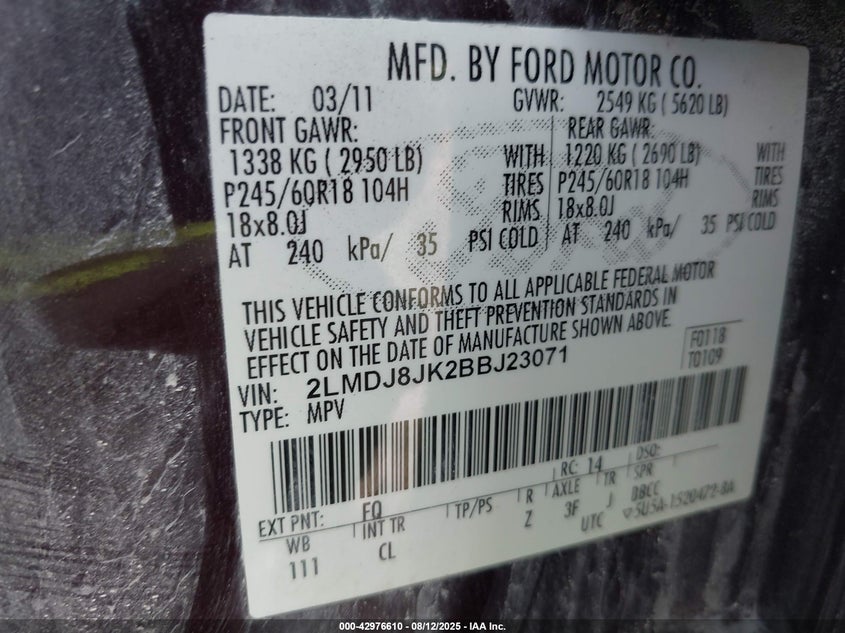 MFD. BY FORD MOTOR CO.
DATE: 03/11 GVWR: 2549 KG ( 5620 LB)
FRONT GAWR: REAR GAWR:
1338 KG ( 2950 LB) WITH 1220 KG ( 2690 LB) WITH
P245/60R18 104H TIRES P245/60R18 104H TIRES
18x8.0J RIMS 18x8.0J RIMS
AT 240 kPa/ 35 PSI COLD AT 240 kPa/ 35 PSI COLD
THIS VEHICLE CONFORMS TO ALL APPLICABLE FEDERAL MOTOR
VEHICLE SAFETY AND THEFT PREVENTION STANDARDS IN
EFFECT ON THE DATE OF MANUFACTURE SHOWN ABOVE.
F0118
VIN: 2LMDJ8JK2BBJ23071 T0109
TYPE: MPV
EXT PNT: FQ RC: 14 DSO:
WB INT TR TP/PS R AXLE TR SPR
111 CL Z 3F J BBCC
UTC ▽5U5A-1520472-BA
000-42976610 - 08/12/2025 - IAA Inc.